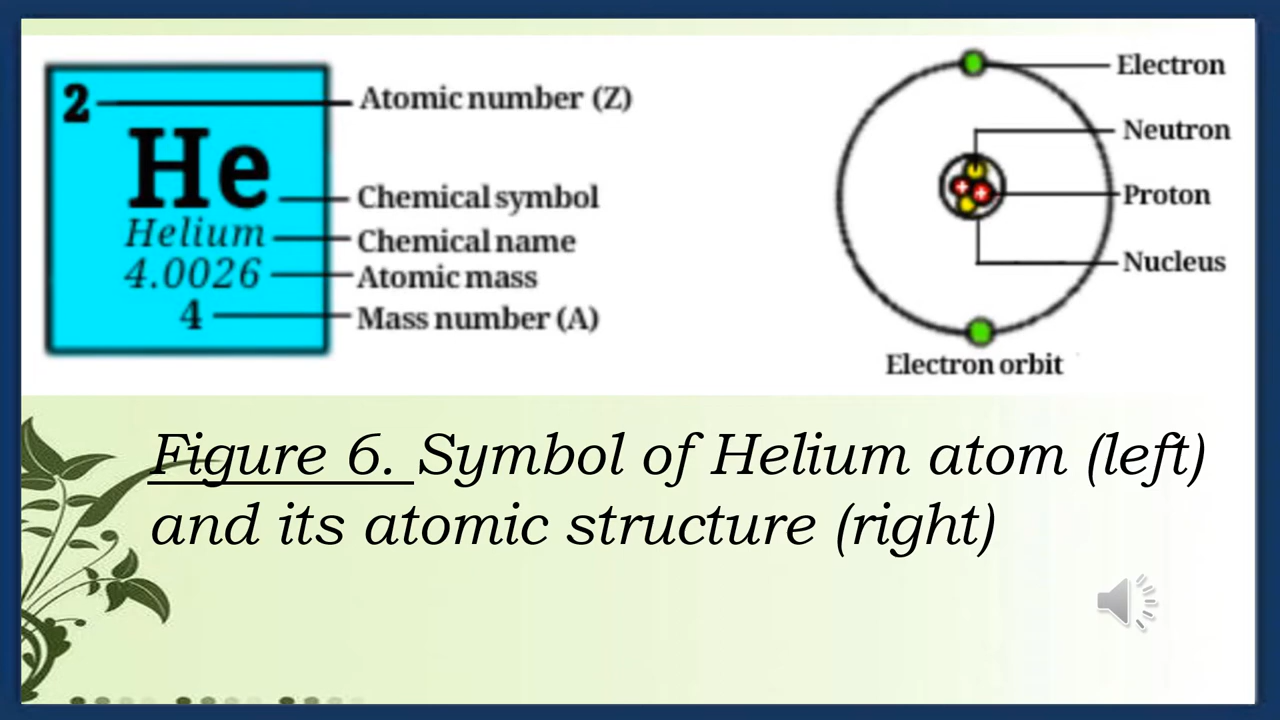 2
Atomic number (Z)
He
Chemical symbol
Helium
Chemical name
4.0026
Atomic mass
4
Mass number (A)
Electron
Neutron
+ +
Proton
Nucleus
Electron orbit
Figure 6. Symbol of Helium atom (left)
and its atomic structure (right)